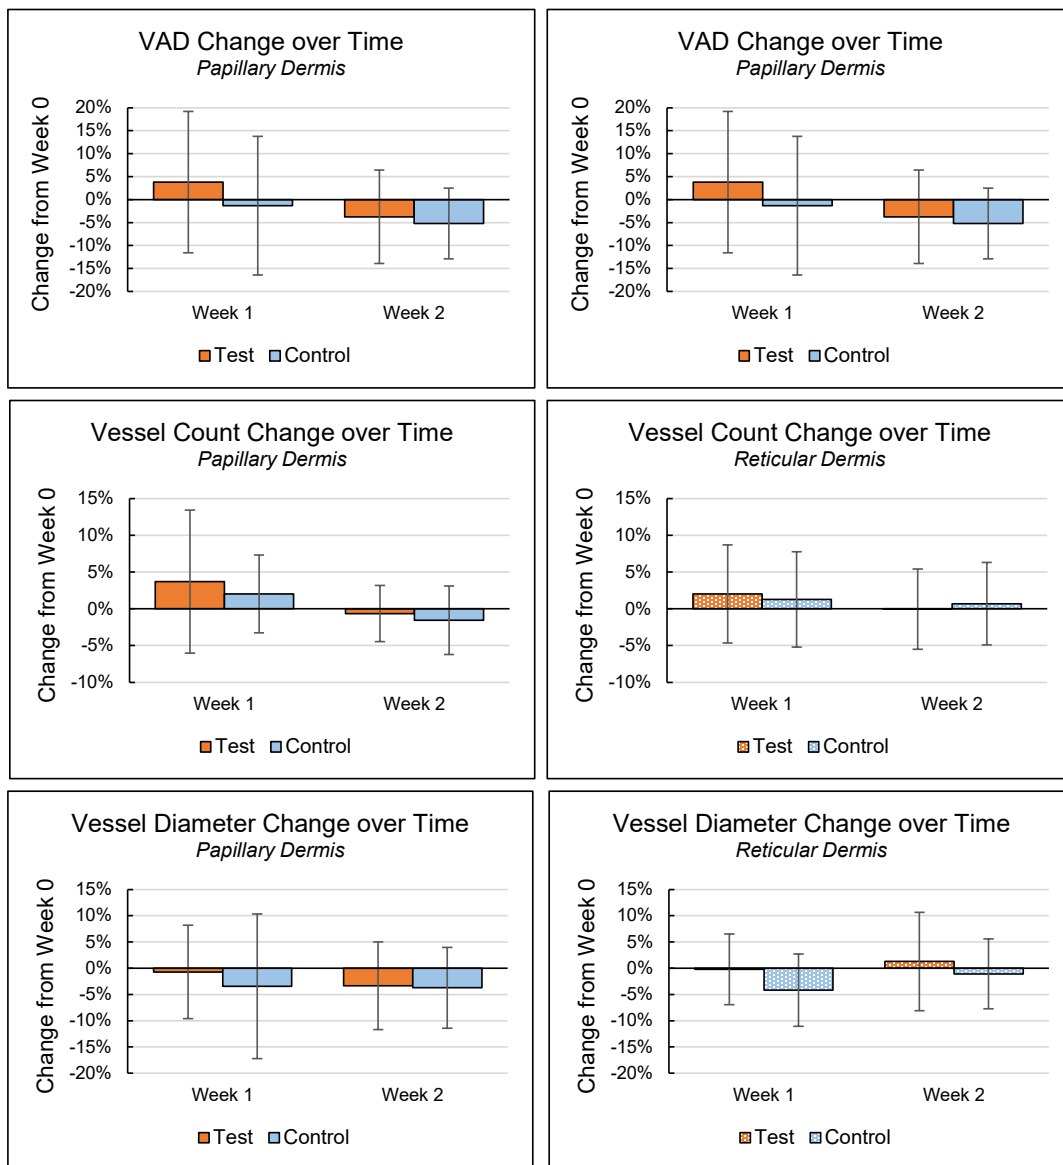 VAD Change over Time
Papillary Dermis
Change from Week 0
20%
15%
10%
5%
0%
-5%
-10%
-15%
-20%
Week 1 Week 2
Test Control
VAD Change over Time
Papillary Dermis
Change from Week 0
20%
15%
10%
5%
0%
-5%
-10%
-15%
-20%
Week 1 Week 2
Test Control
Vessel Count Change over Time
Papillary Dermis
Change from Week 0
15%
10%
5%
0%
-5%
-10%
Week 1 Week 2
Test Control
Vessel Count Change over Time
Reticular Dermis
Change from Week 0
15%
10%
5%
0%
-5%
-10%
Week 1 Week 2
Test Control
Vessel Diameter Change over Time
Papillary Dermis
Change from Week 0
15%
10%
5%
0%
-5%
-10%
-15%
-20%
Week 1 Week 2
Test Control
Vessel Diameter Change over Time
Reticular Dermis
Change from Week 0
15%
10%
5%
0%
-5%
-10%
-15%
-20%
Week 1 Week 2
Test Control